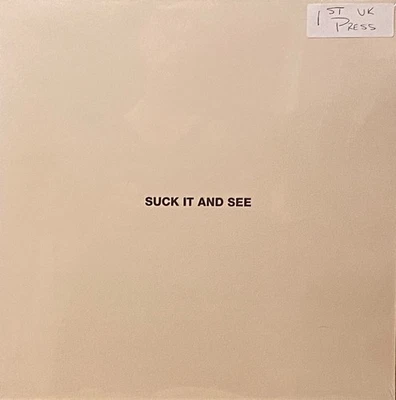 1ST UK
PRESS
SUCK IT AND SEE